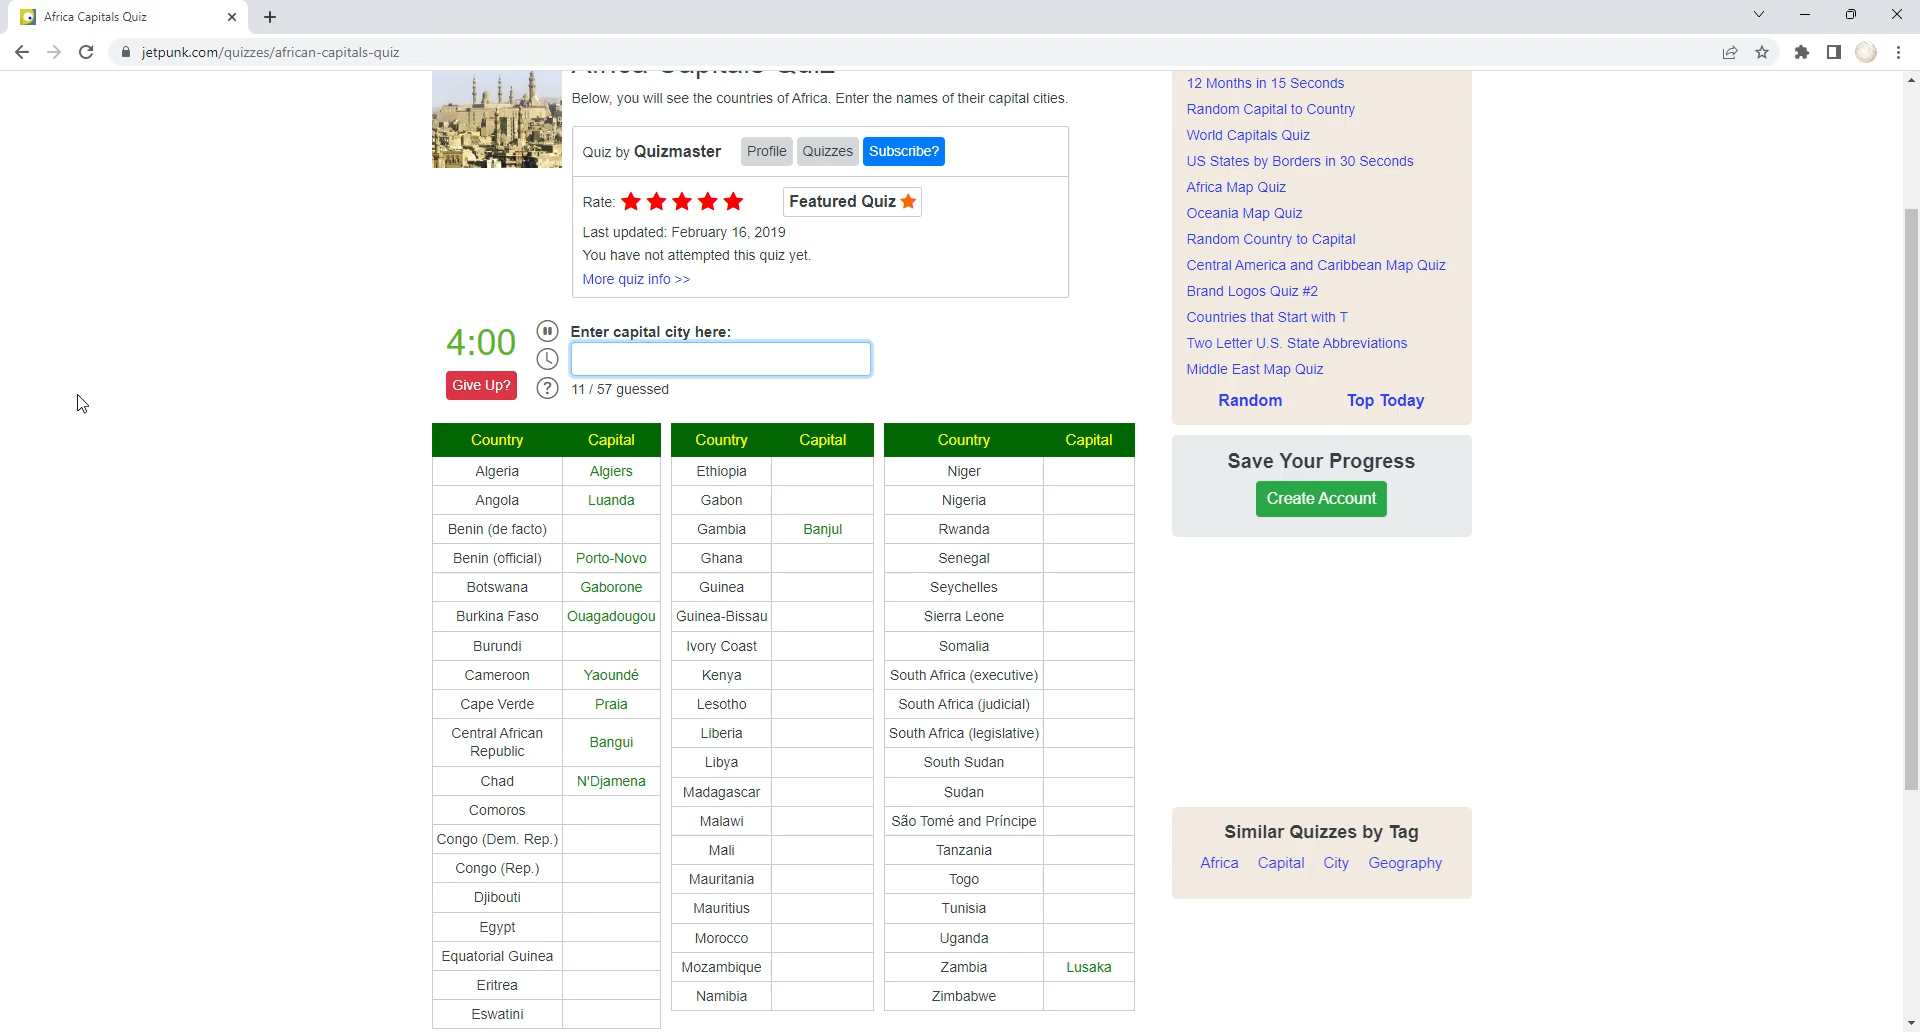 Africa Capitals Quiz
jetpunk.com/quizzes/african-capitals-quiz
Africa Capitals Quiz
Below, you will see the countries of Africa. Enter the names of their capital cities.
Quiz by Quizmaster Profile Quizzes Subscribe?
Rate: Featured Quiz
Last updated: February 16, 2019
You have not attempted this quiz yet.
More quiz info >>
4:00
Give Up?
Enter capital city here:
?
11 / 57 guessed
Country Capital
Algeria Algiers
Angola Luanda
Benin (de facto)
Benin (official) Porto-Novo
Botswana Gaborone
Burkina Faso Ouagadougou
Burundi
Cameroon Yaoundé
Cape Verde Praia
Central African
Republic
Bangui
Chad N'Djamena
Comoros
Congo (Dem. Rep.)
Congo (Rep.)
Djibouti
Egypt
Equatorial Guinea
Eritrea
Eswatini
Country Capital
Ethiopia
Gabon
Gambia Banjul
Ghana
Guinea
Guinea-Bissau
Ivory Coast
Kenya
Lesotho
Liberia
Libya
Madagascar
Malawi
Mali
Mauritania
Mauritius
Morocco
Mozambique
Namibia
Country Capital
Niger
Nigeria
Rwanda
Senegal
Seychelles
Sierra Leone
Somalia
South Africa (executive)
South Africa (judicial)
South Africa (legislative)
South Sudan
Sudan
São Tomé and Príncipe
Tanzania
Togo
Tunisia
Uganda
Zambia Lusaka
Zimbabwe
12 Months in 15 Seconds
Random Capital to Country
World Capitals Quiz
US States by Borders in 30 Seconds
Africa Map Quiz
Oceania Map Quiz
Random Country to Capital
Central America and Caribbean Map Quiz
Brand Logos Quiz #2
Countries that Start with T
Two Letter U.S. State Abbreviations
Middle East Map Quiz
Random Top Today
Save Your Progress
Create Account
Similar Quizzes by Tag
Africa Capital City Geography